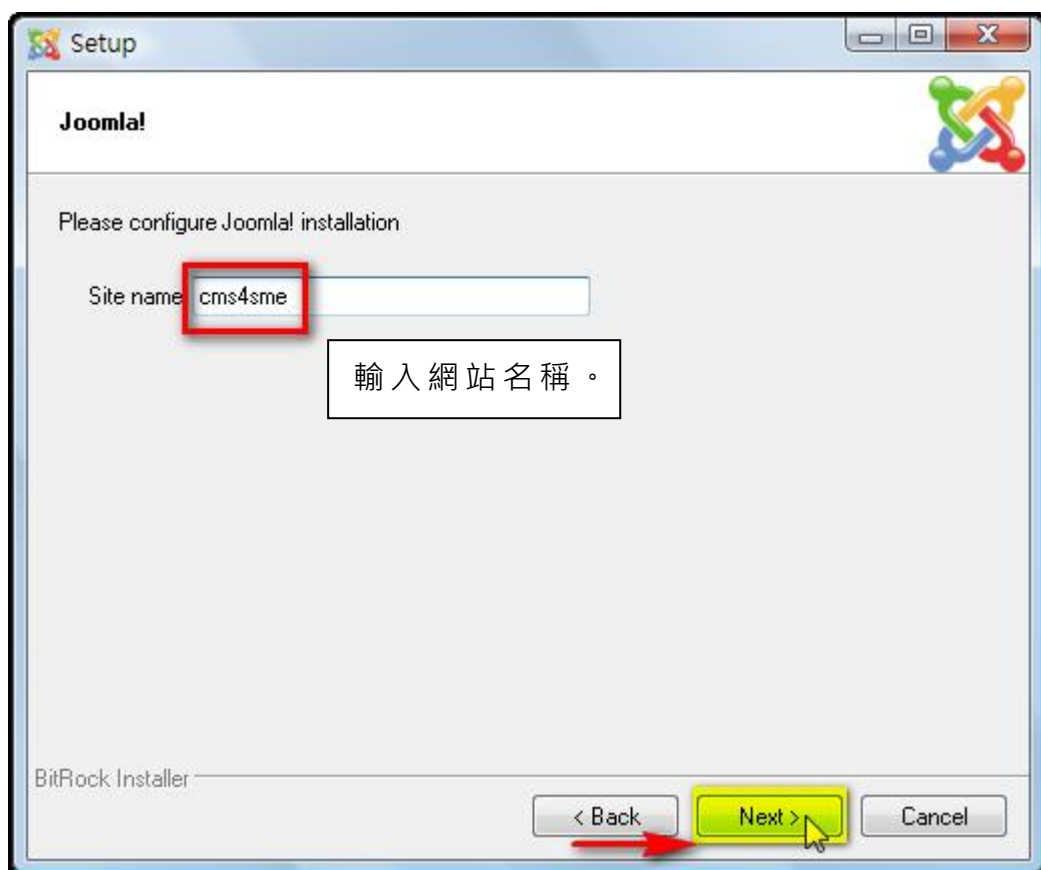 Setup
Joomla!
Please configure Joomla! installation
Site name cms4sme
輸入網站名稱。
BitRock Installer
< Back Next > Cancel